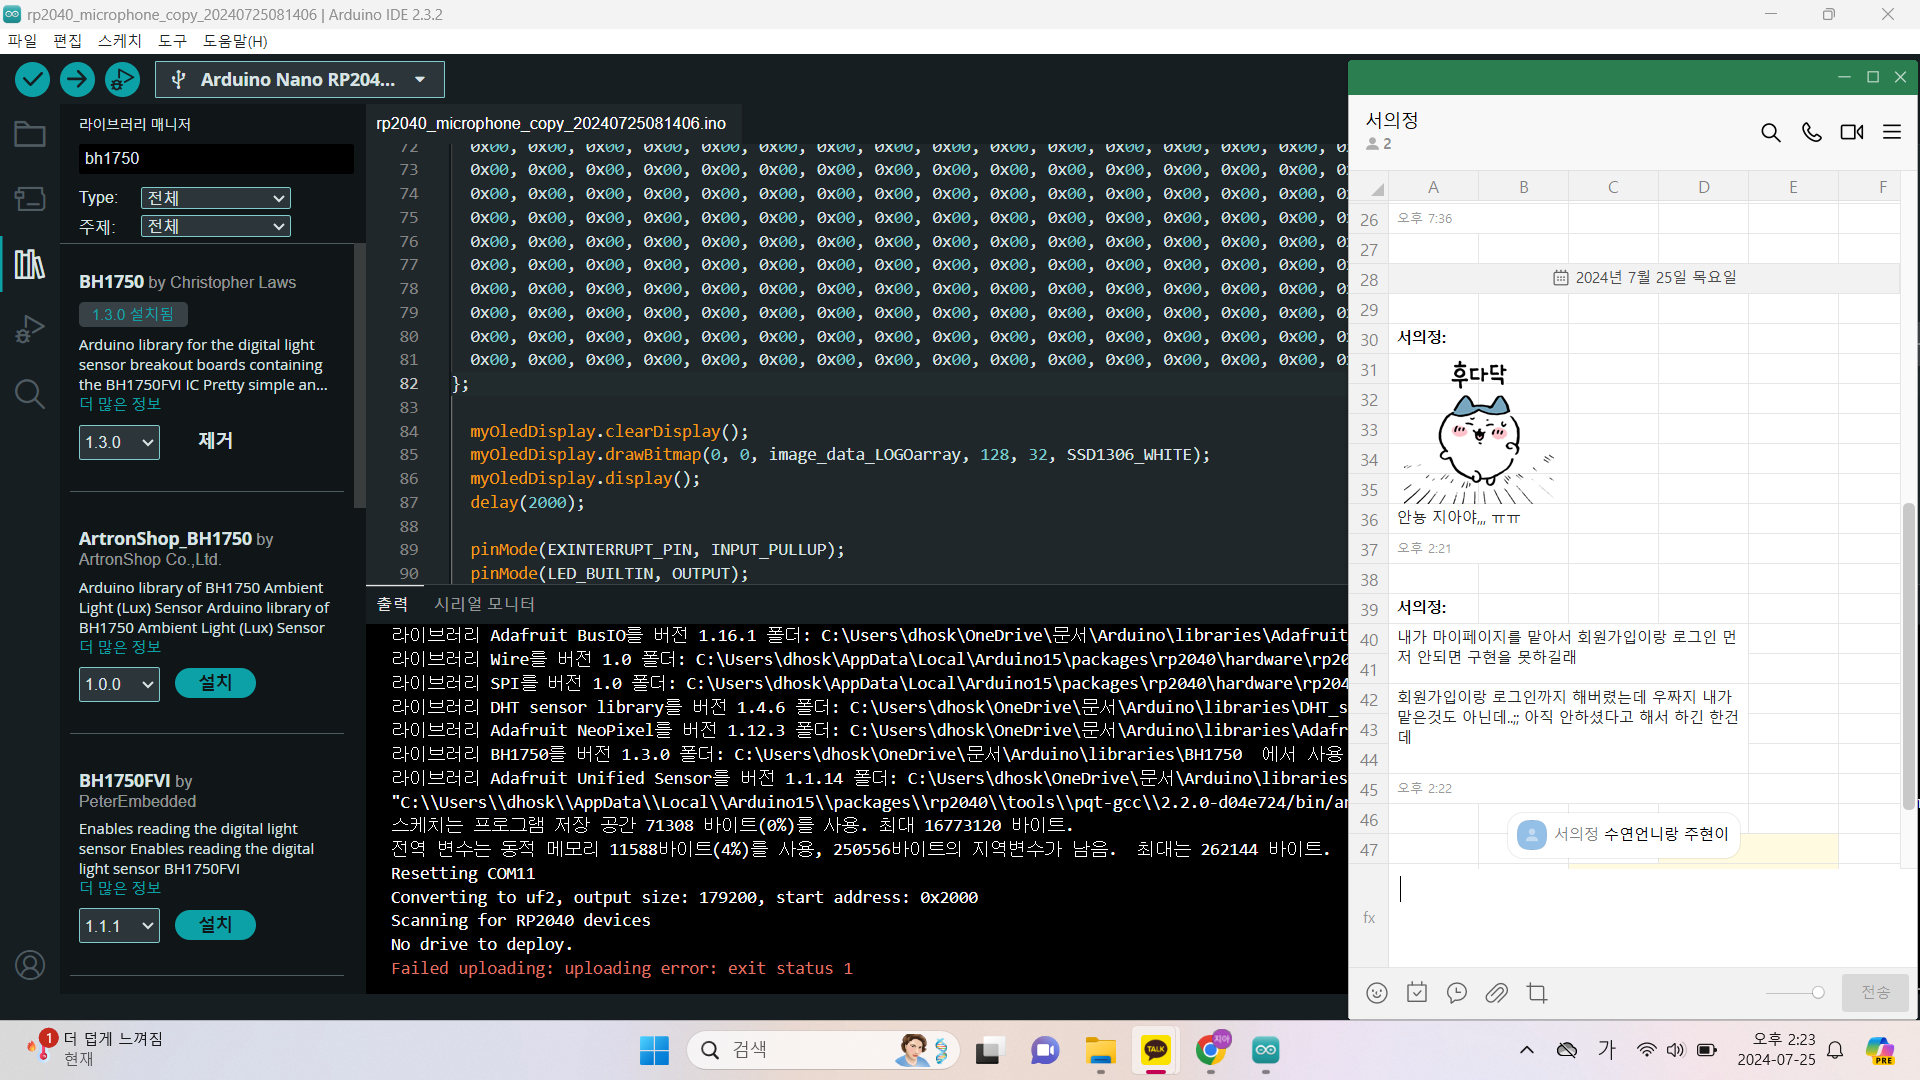 rp2040_microphone_copy_20240725081406 | Arduino IDE 2.3.2
파일 편집 스케치 도구 도움말(H)
Arduino Nano RP204...
라이브러리 매니저
bh1750
Type: 전체
주제: 전체
BH1750 by Christopher Laws
1.3.0 설치됨
Arduino library for the digital light
sensor breakout boards containing
the BH1750FVI IC Pretty simple an...
더 많은 정보
1.3.0 제거
ArtronShop_BH1750 by
ArtronShop Co.,Ltd.
Arduino library of BH1750 Ambient
Light (Lux) Sensor Arduino library of
BH1750 Ambient Light (Lux) Sensor
더 많은 정보
1.0.0 설치
BH1750FVI by
PeterEmbedded
Enables reading the digital light
sensor Enables reading the digital
light sensor BH1750FVI
더 많은 정보
1.1.1 설치
rp2040_microphone_copy_20240725081406.ino
72 0x00, 0x00, 0x00, 0x00, 0x00, 0x00, 0x00, 0x00, 0x00, 0x00, 0x00, 0x00, 0x00, 0x00, 0x00,
73 0x00, 0x00, 0x00, 0x00, 0x00, 0x00, 0x00, 0x00, 0x00, 0x00, 0x00, 0x00, 0x00, 0x00, 0x00,
74 0x00, 0x00, 0x00, 0x00, 0x00, 0x00, 0x00, 0x00, 0x00, 0x00, 0x00, 0x00, 0x00, 0x00, 0x00,
75 0x00, 0x00, 0x00, 0x00, 0x00, 0x00, 0x00, 0x00, 0x00, 0x00, 0x00, 0x00, 0x00, 0x00, 0x00,
76 0x00, 0x00, 0x00, 0x00, 0x00, 0x00, 0x00, 0x00, 0x00, 0x00, 0x00, 0x00, 0x00, 0x00, 0x00,
77 0x00, 0x00, 0x00, 0x00, 0x00, 0x00, 0x00, 0x00, 0x00, 0x00, 0x00, 0x00, 0x00, 0x00, 0x00,
78 0x00, 0x00, 0x00, 0x00, 0x00, 0x00, 0x00, 0x00, 0x00, 0x00, 0x00, 0x00, 0x00, 0x00, 0x00,
79 0x00, 0x00, 0x00, 0x00, 0x00, 0x00, 0x00, 0x00, 0x00, 0x00, 0x00, 0x00, 0x00, 0x00, 0x00,
80 0x00, 0x00, 0x00, 0x00, 0x00, 0x00, 0x00, 0x00, 0x00, 0x00, 0x00, 0x00, 0x00, 0x00, 0x00,
81 0x00, 0x00, 0x00, 0x00, 0x00, 0x00, 0x00, 0x00, 0x00, 0x00, 0x00, 0x00, 0x00, 0x00, 0x00,
82 };
83
84 myOledDisplay.clearDisplay();
85 myOledDisplay.drawBitmap(0, 0, image_data_LOGOarray, 128, 32, SSD1306_WHITE);
86 myOledDisplay.display();
87 delay(2000);
88
89 pinMode(EXINTERRUPT_PIN, INPUT_PULLUP);
90 pinMode(LED_BUILTIN, OUTPUT);
출력 시리얼 모니터
라이브러리 Adafruit BusIO를 버전 1.16.1 폴더: C:\Users\dhosk\OneDrive\문서\Arduino\libraries\Adafruit
라이브러리 Wire를 버전 1.0 폴더: C:\Users\dhosk\AppData\Local\Arduino15\packages\rp2040\hardware\rp20
라이브러리 SPI를 버전 1.0 폴더: C:\Users\dhosk\AppData\Local\Arduino15\packages\rp2040\hardware\rp204
라이브러리 DHT sensor library를 버전 1.4.6 폴더: C:\Users\dhosk\OneDrive\문서\Arduino\libraries\DHT_s
라이브러리 Adafruit NeoPixel를 버전 1.12.3 폴더: C:\Users\dhosk\OneDrive\문서\Arduino\libraries\Adafr
라이브러리 BH1750를 버전 1.3.0 폴더: C:\Users\dhosk\OneDrive\문서\Arduino\libraries\BH1750 에서 사용
라이브러리 Adafruit Unified Sensor를 버전 1.1.14 폴더: C:\Users\dhosk\OneDrive\문서\Arduino\libraries
"C:\\Users\\dhosk\\AppData\\Local\\Arduino15\\packages\\rp2040\\tools\\pqt-gcc\\2.2.0-d04e724/bin/ar
스케치는 프로그램 저장 공간 71308 바이트(0%)를 사용. 최대 16773120 바이트.
전역 변수는 동적 메모리 11588바이트(4%)를 사용, 250556바이트의 지역변수가 남음. 최대는 262144 바이트.
Resetting COM11
Converting to uf2, output size: 179200, start address: 0x2000
Scanning for RP2040 devices
No drive to deploy.
Failed uploading: uploading error: exit status 1
서의정
2
A B C D E F
26 오후 7:36
27
28 2024년 7월 25일 목요일
29
30 서의정:
31 후다닥
32
33
34
35
36 안뇽 지아야,,, ㅠㅠ
37 오후 2:21
38
39 서의정:
40 내가 마이페이지를 맡아서 회원가입이랑 로그인 먼
41 저 안되면 구현을 못하길래
42 회원가입이랑 로그인까지 해버렸는데 우짜지 내가
43 맡은것도 아닌데..;; 아직 안하셨다고 해서 하긴 한건
44 데
45 오후 2:22
46
47 서의정 수연언니랑 주현이
fx
전송
1
더 덥게 느껴짐
현재
검색
TALK
지아
가
오후 2:23
2024-07-25
PRE